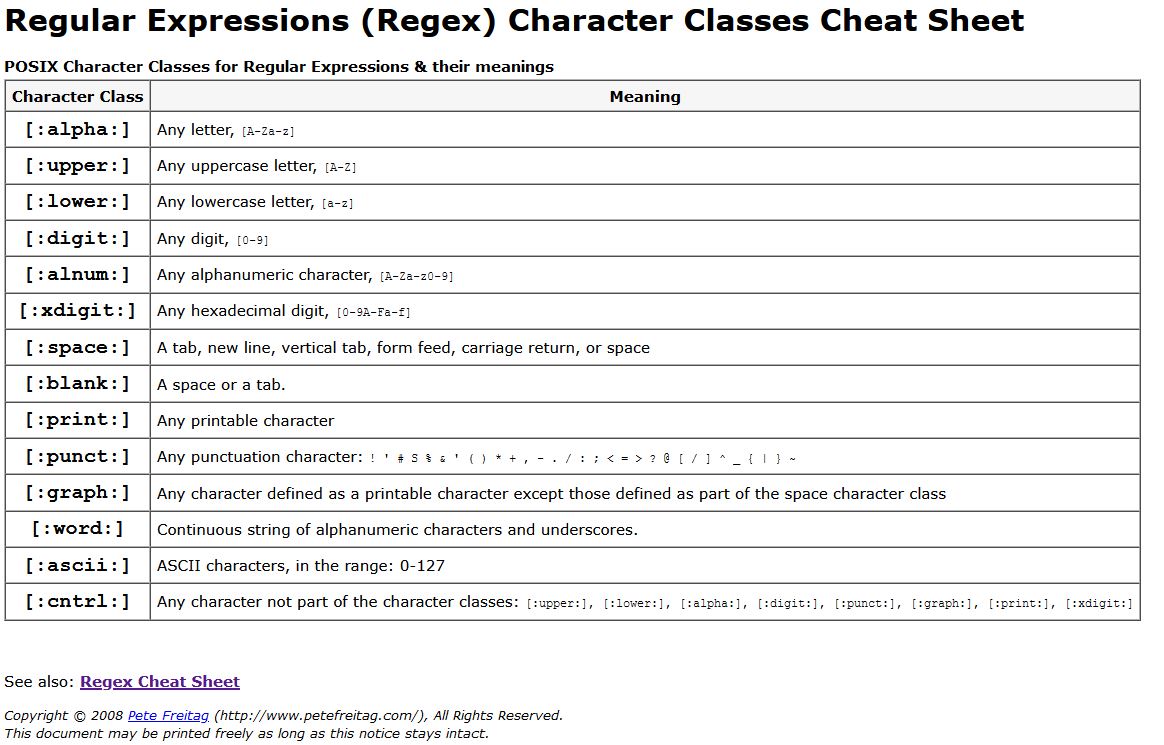 Regular Expressions (Regex) Character Classes Cheat Sheet
POSIX Character Classes for Regular Expressions & their meanings
Character Class Meaning
[:alpha:] Any letter, [A-Za-z]
[:upper:] Any uppercase letter, [A-Z]
[:lower:] Any lowercase letter, [a-z]
[:digit:] Any digit, [0-9]
[:alnum:] Any alphanumeric character, [A-Za-z0-9]
[:xdigit:] Any hexadecimal digit, [0-9A-Fa-f]
[:space:] A tab, new line, vertical tab, form feed, carriage return, or space
[:blank:] A space or a tab.
[:print:] Any printable character
[:punct:] Any punctuation character: ! ' # S % & ' ( ) * + , - . / : ; < = > ? @ [ / ] ^ _ { | } ~
[:graph:] Any character defined as a printable character except those defined as part of the space character class
[:word:] Continuous string of alphanumeric characters and underscores.
[:ascii:] ASCII characters, in the range: 0-127
[:cntrl:] Any character not part of the character classes: [:upper:], [:lower:], [:alpha:], [:digit:], [:punct:], [:graph:], [:print:], [:xdigit:]
See also: Regex Cheat Sheet
Copyright © 2008 Pete Freitag (http://www.petefreitag.com/), All Rights Reserved.
This document may be printed freely as long as this notice stays intact.